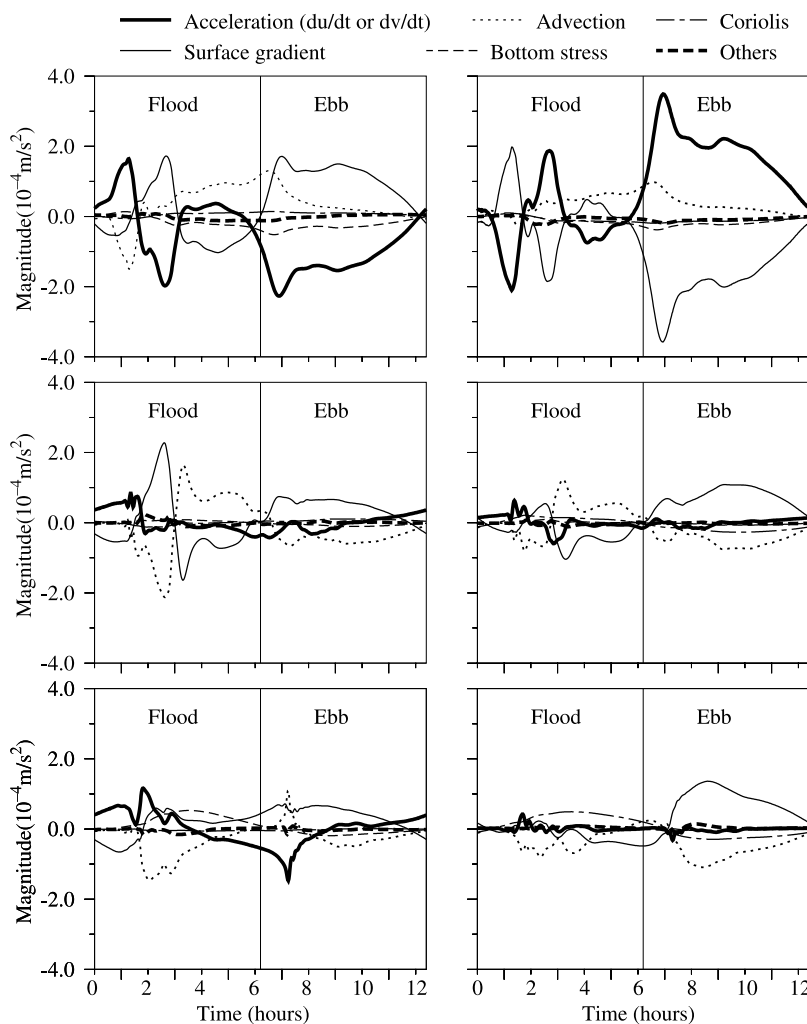 Acceleration (du/dt or dv/dt) Advection Coriolis
Surface gradient Bottom stress Others
4.0
Flood Ebb Flood Ebb
2.0
0.0
-2.0
-4.0
Magnitude(10⁻⁴m/s²)
4.0
Flood Ebb Flood Ebb
2.0
0.0
-2.0
-4.0
Magnitude(10⁻⁴m/s²)
4.0
Flood Ebb Flood Ebb
2.0
0.0
-2.0
-4.0
Magnitude(10⁻⁴m/s²)
0 2 4 6 8 10 12 0 2 4 6 8 10 12
Time (hours) Time (hours)